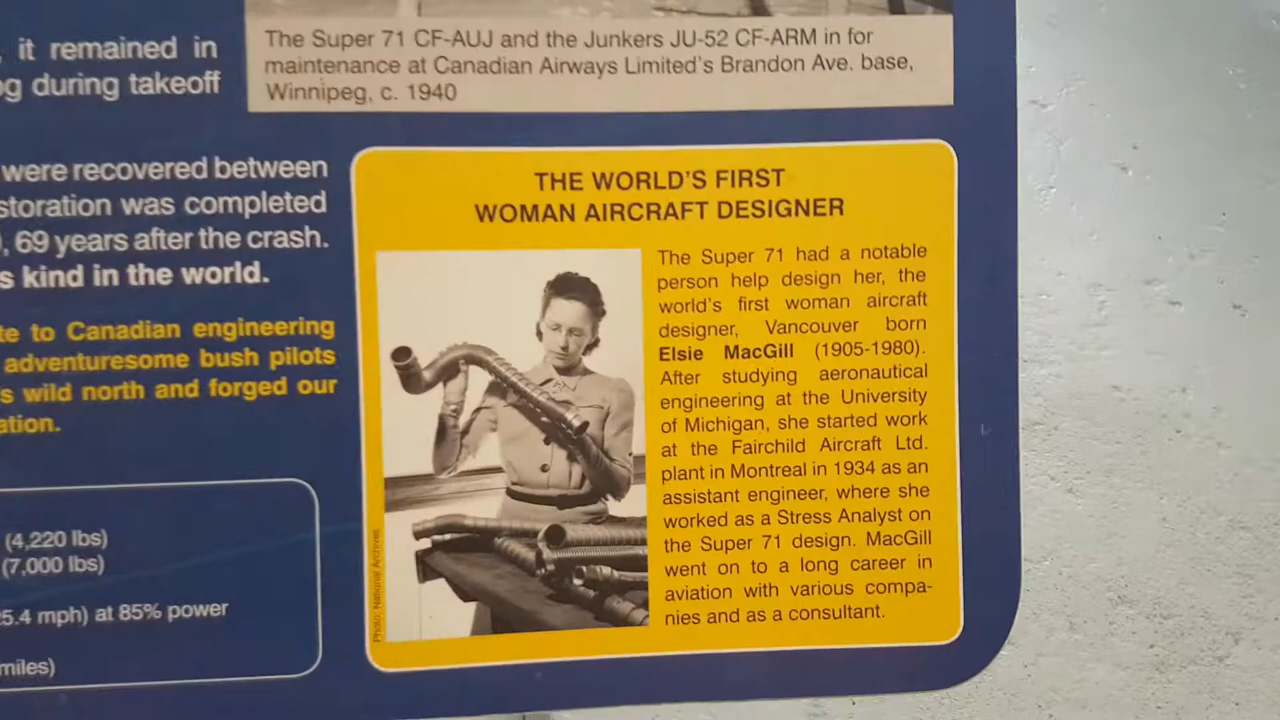 , it remained in
og during takeoff
The Super 71 CF-AUJ and the Junkers JU-52 CF-ARM in for
maintenance at Canadian Airways Limited's Brandon Ave. base,
Winnipeg, c. 1940
were recovered between
storation was completed
, 69 years after the crash.
s kind in the world.
te to Canadian engineering
adventuresome bush pilots
s wild north and forged our
ation.
(4,220 lbs)
(7,000 lbs)
5.4 mph) at 85% power
miles)
THE WORLD'S FIRST
WOMAN AIRCRAFT DESIGNER
The Super 71 had a notable
person help design her, the
world's first woman aircraft
designer, Vancouver born
Elsie MacGill (1905-1980).
After studying aeronautical
engineering at the University
of Michigan, she started work
at the Fairchild Aircraft Ltd.
plant in Montreal in 1934 as an
assistant engineer, where she
worked as a Stress Analyst on
the Super 71 design. MacGill
went on to a long career in
aviation with various compa-
nies and as a consultant.
Photo: National Archives